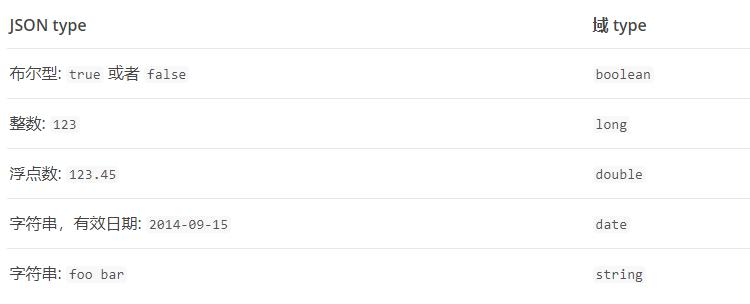 JSON type 域 type
布尔型: true 或者 false boolean
整数: 123 long
浮点数: 123.45 double
字符串，有效日期: 2014-09-15 date
字符串: foo bar string